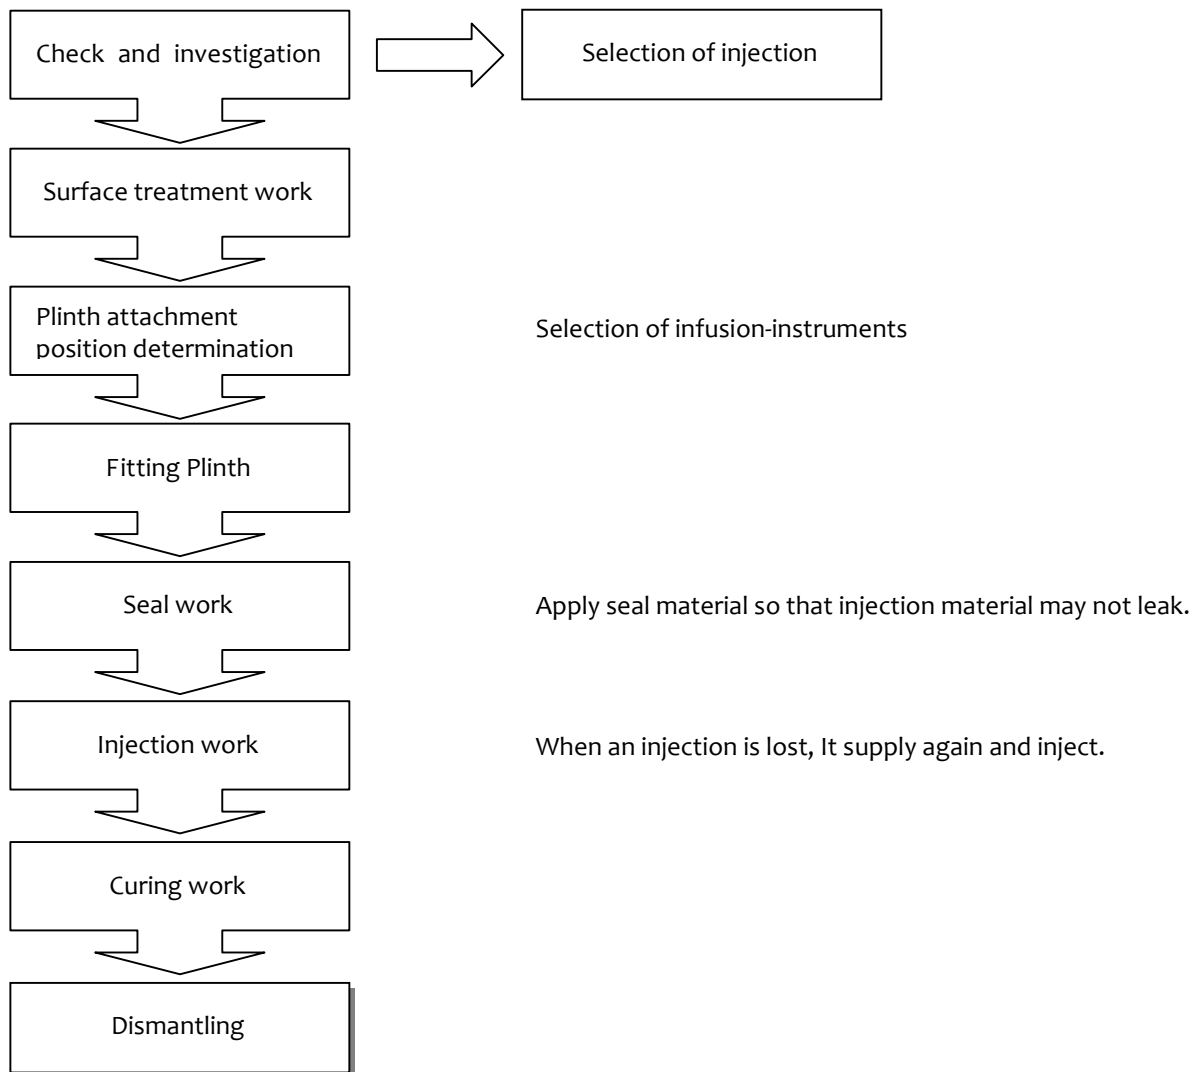 Check and investigation
Selection of injection
Surface treatment work
Plinth attachment
position determination
Selection of infusion-instruments
Fitting Plinth
Seal work
Apply seal material so that injection material may not leak.
Injection work
When an injection is lost, It supply again and inject.
Curing work
Dismantling